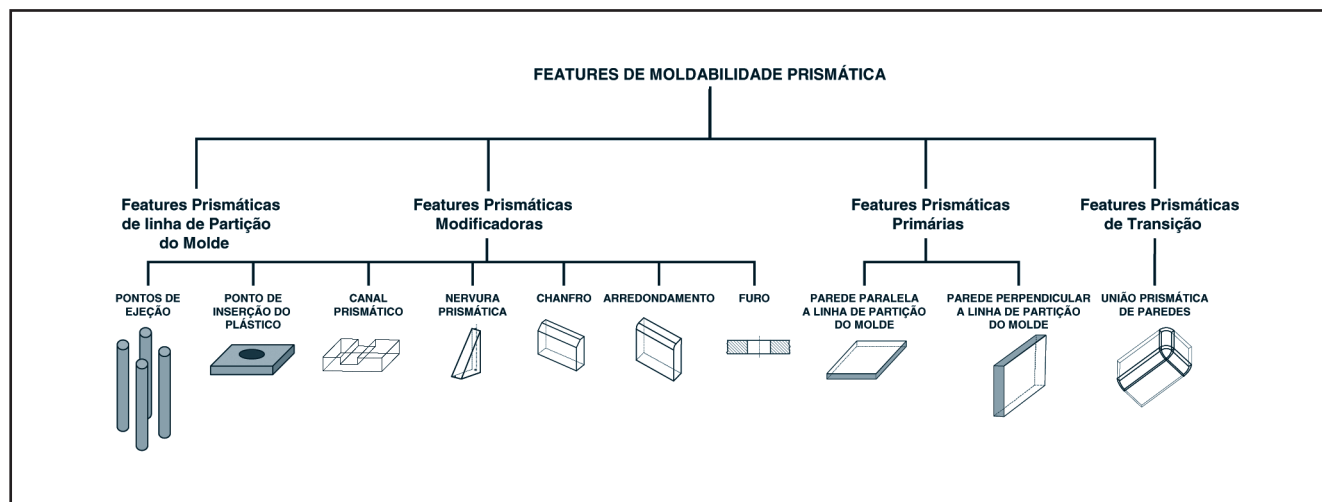 FEATURES DE MOLDABILIDADE PRISMÁTICA
Features Prismáticas
de linha de Partição
do Molde
Features Prismáticas
Modificadoras
Features Prismáticas
Primárias
Features Prismáticas
de Transição
PONTOS DE
EJEÇÃO
PONTO DE
INSERÇÃO DO
PLÁSTICO
CANAL
PRISMÁTICO
NERVURA
PRISMÁTICA
CHANFRO
ARREDONDAMENTO
FURO
PAREDE PARALELA
A LINHA DE PARTIÇÃO
DO MOLDE
PAREDE PERPENDICULAR
A LINHA DE PARTIÇÃO
DO MOLDE
UNIÃO PRISMÁTICA
DE PAREDES